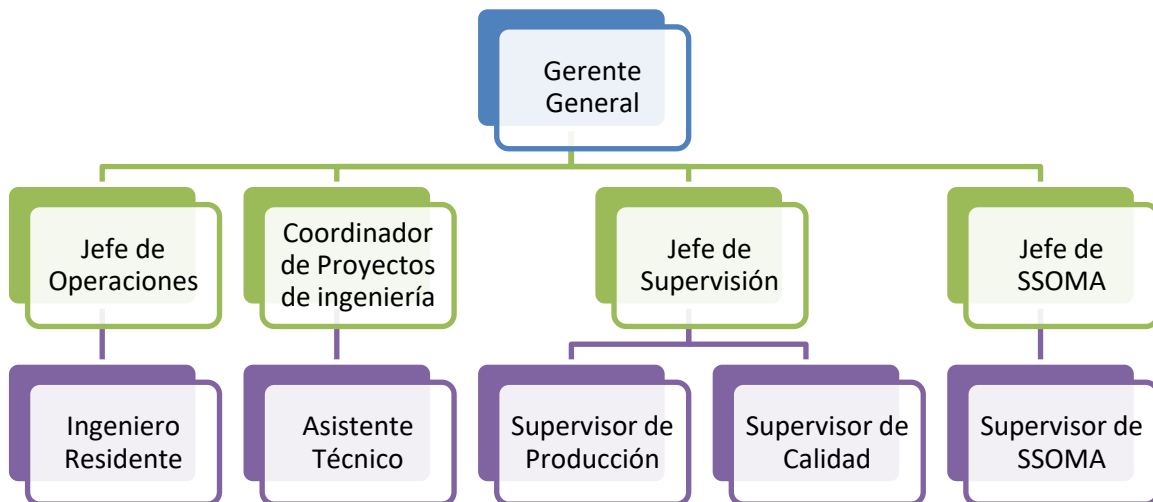 Gerente
General
Jefe de
Operaciones
Coordinador
de Proyectos
de ingeniería
Jefe de
Supervisión
Jefe de
SSOMA
Ingeniero
Residente
Asistente
Técnico
Supervisor de
Producción
Supervisor de
Calidad
Supervisor de
SSOMA